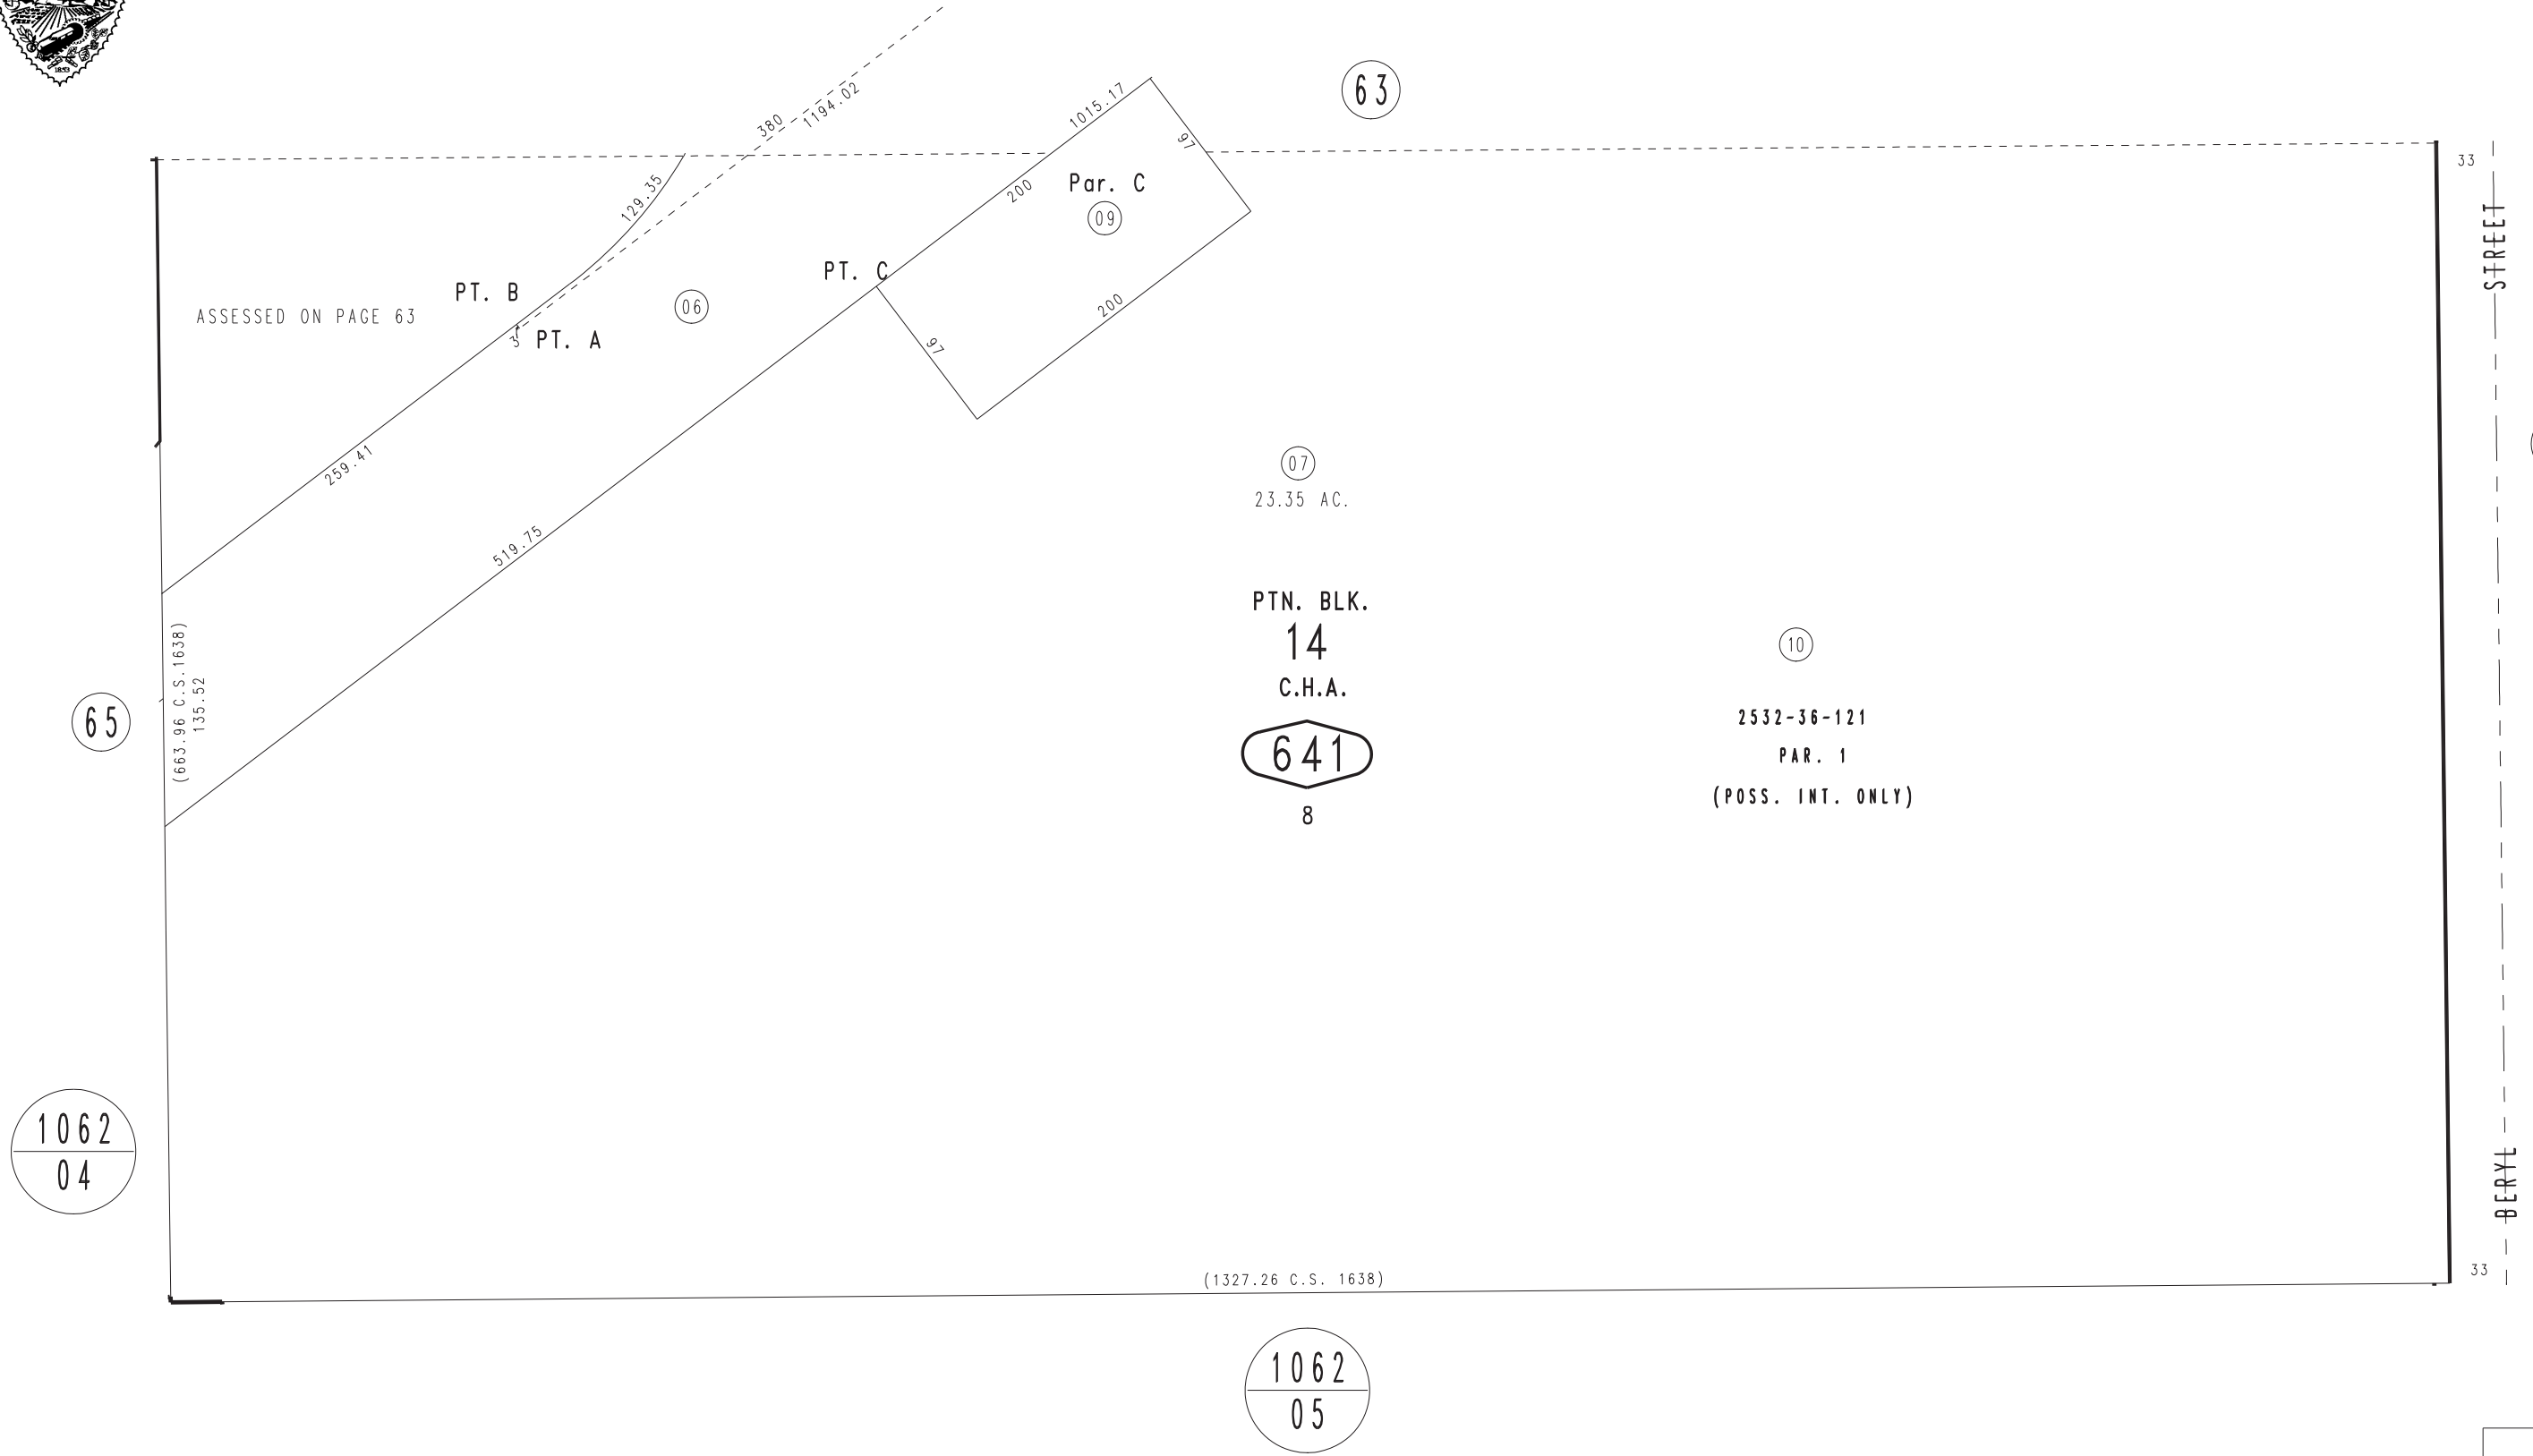 1853
63
380
1194.02
1015.17
97
33
129.35
200
Par. C
09
STREET
PT. B
PT. C
ASSESSED ON PAGE 63
06
3
PT. A
200
97
259.41
07
23.35 AC.
519.75
PTN. BLK.
14
C.H.A.
641
8
10
2532-36-121
PAR. 1
(POSS. INT. ONLY)
(663.96 C.S. 1638)
135.52
65
1062
04
BERYL
33
(1327.26 C.S. 1638)
1062
05